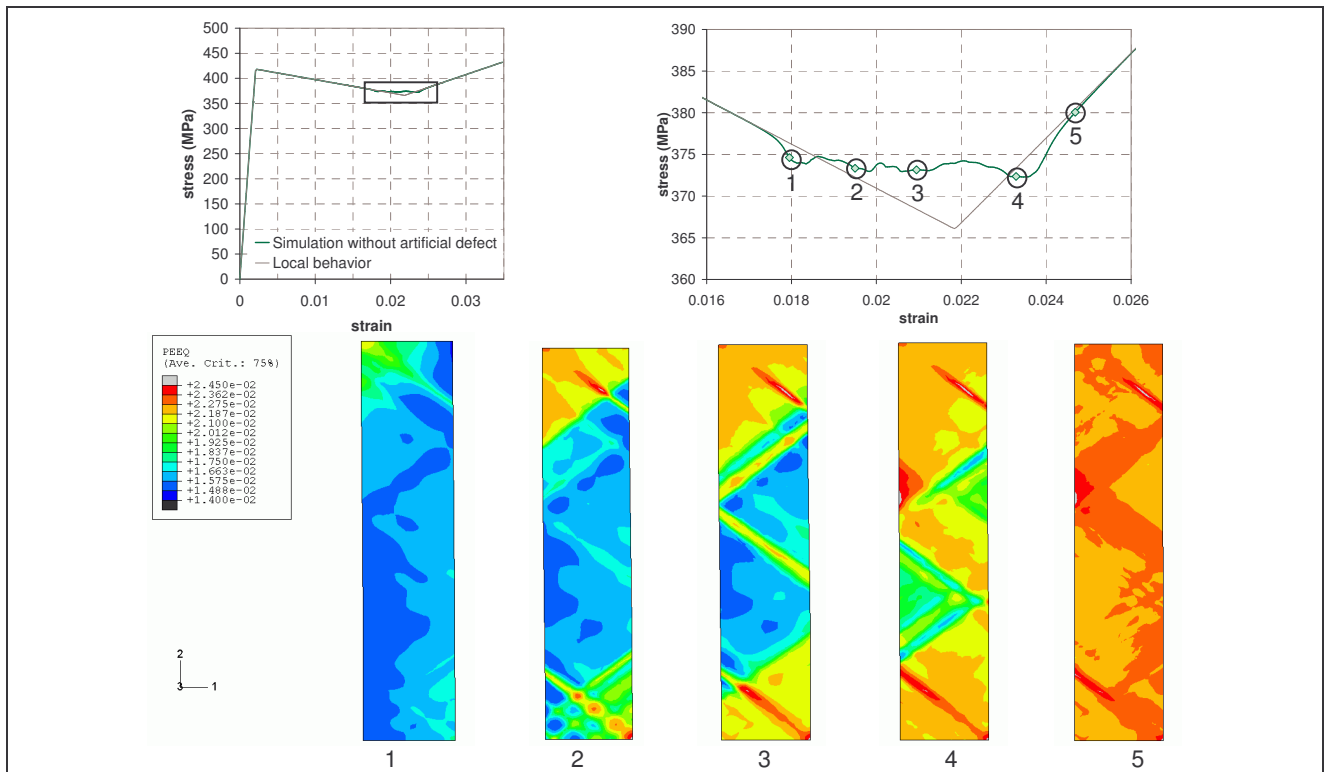 500
450
400
350
300
250
200
150
100
50
0
stress (MPa)
0
0.01
0.02
0.03
strain
Simulation without artificial defect
Local behavior
390
385
380
375
370
365
360
stress (MPa)
0.016
0.018
0.02
0.022
0.024
0.026
strain
1
2
3
4
5
PEEQ
(Ave. Crit.: 75%)
+2.450e-02
+2.362e-02
+2.275e-02
+2.187e-02
+2.100e-02
+2.012e-02
+1.925e-02
+1.837e-02
+1.750e-02
+1.663e-02
+1.575e-02
+1.488e-02
+1.400e-02
2
3
1
1
2
3
4
5